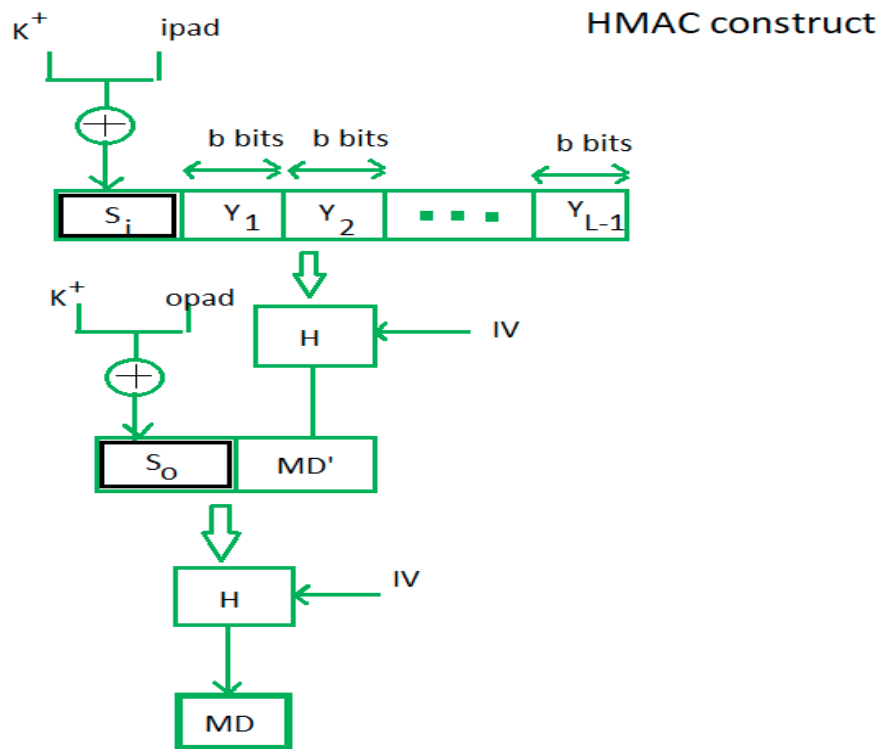 HMAC construct
K+ ipad
b bits b bits b bits
Si Y1 Y2 YL-1
K+ opad
H IV
So MD'
H IV
MD